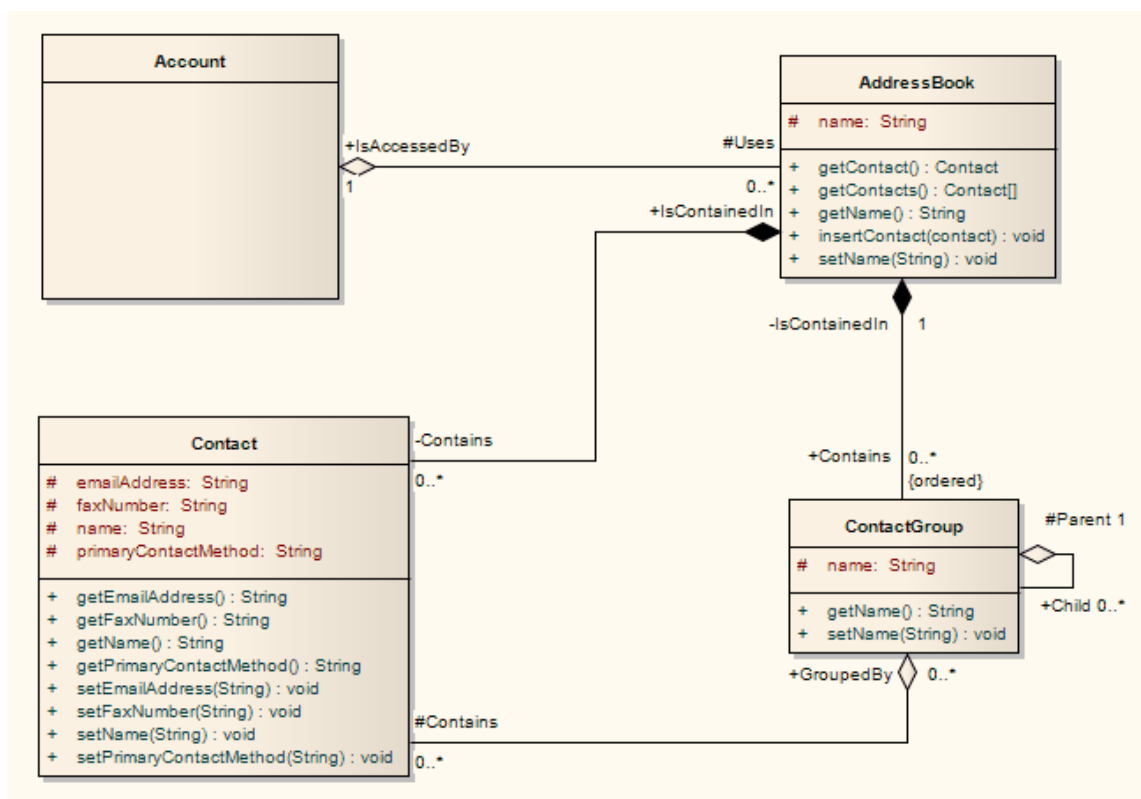 Account
AddressBook
# name: String
+ getContact() : Contact
+ getContacts() : Contact[]
+ getName() : String
+ insertContact(contact) : void
+ setName(String) : void
+IsAccessedBy
1
#Uses
0..*
+IsContainedIn
-IsContainedIn 1
-Contains
0..*
+Contains 0..*
{ordered}
Contact
# emailAddress: String
# faxNumber: String
# name: String
# primaryContactMethod: String
+ getEmailAddress() : String
+ getFaxNumber() : String
+ getName() : String
+ getPrimaryContactMethod() : String
+ setEmailAddress(String) : void
+ setFaxNumber(String) : void
+ setName(String) : void
+ setPrimaryContactMethod(String) : void
ContactGroup
# name: String
+ getName() : String
+ setName(String) : void
#Parent 1
+Child 0..*
+GroupedBy 0..*
#Contains
0..*